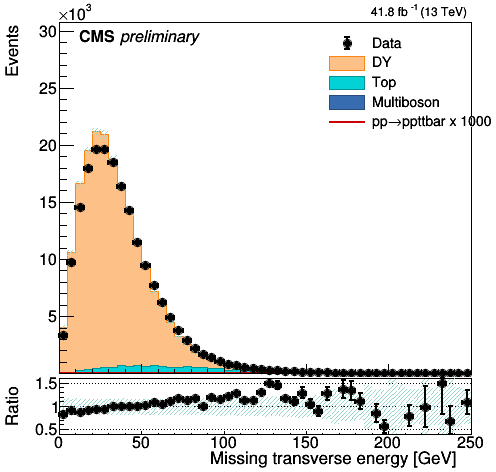 ×10³
41.8 fb⁻¹ (13 TeV)
CMS preliminary
Events
30
25
20
15
10
5
Data
DY
Top
Multiboson
pp→ppttbar x 1000
Ratio
1.5
1
0.5
0 50 100 150 200 250
Missing transverse energy [GeV]